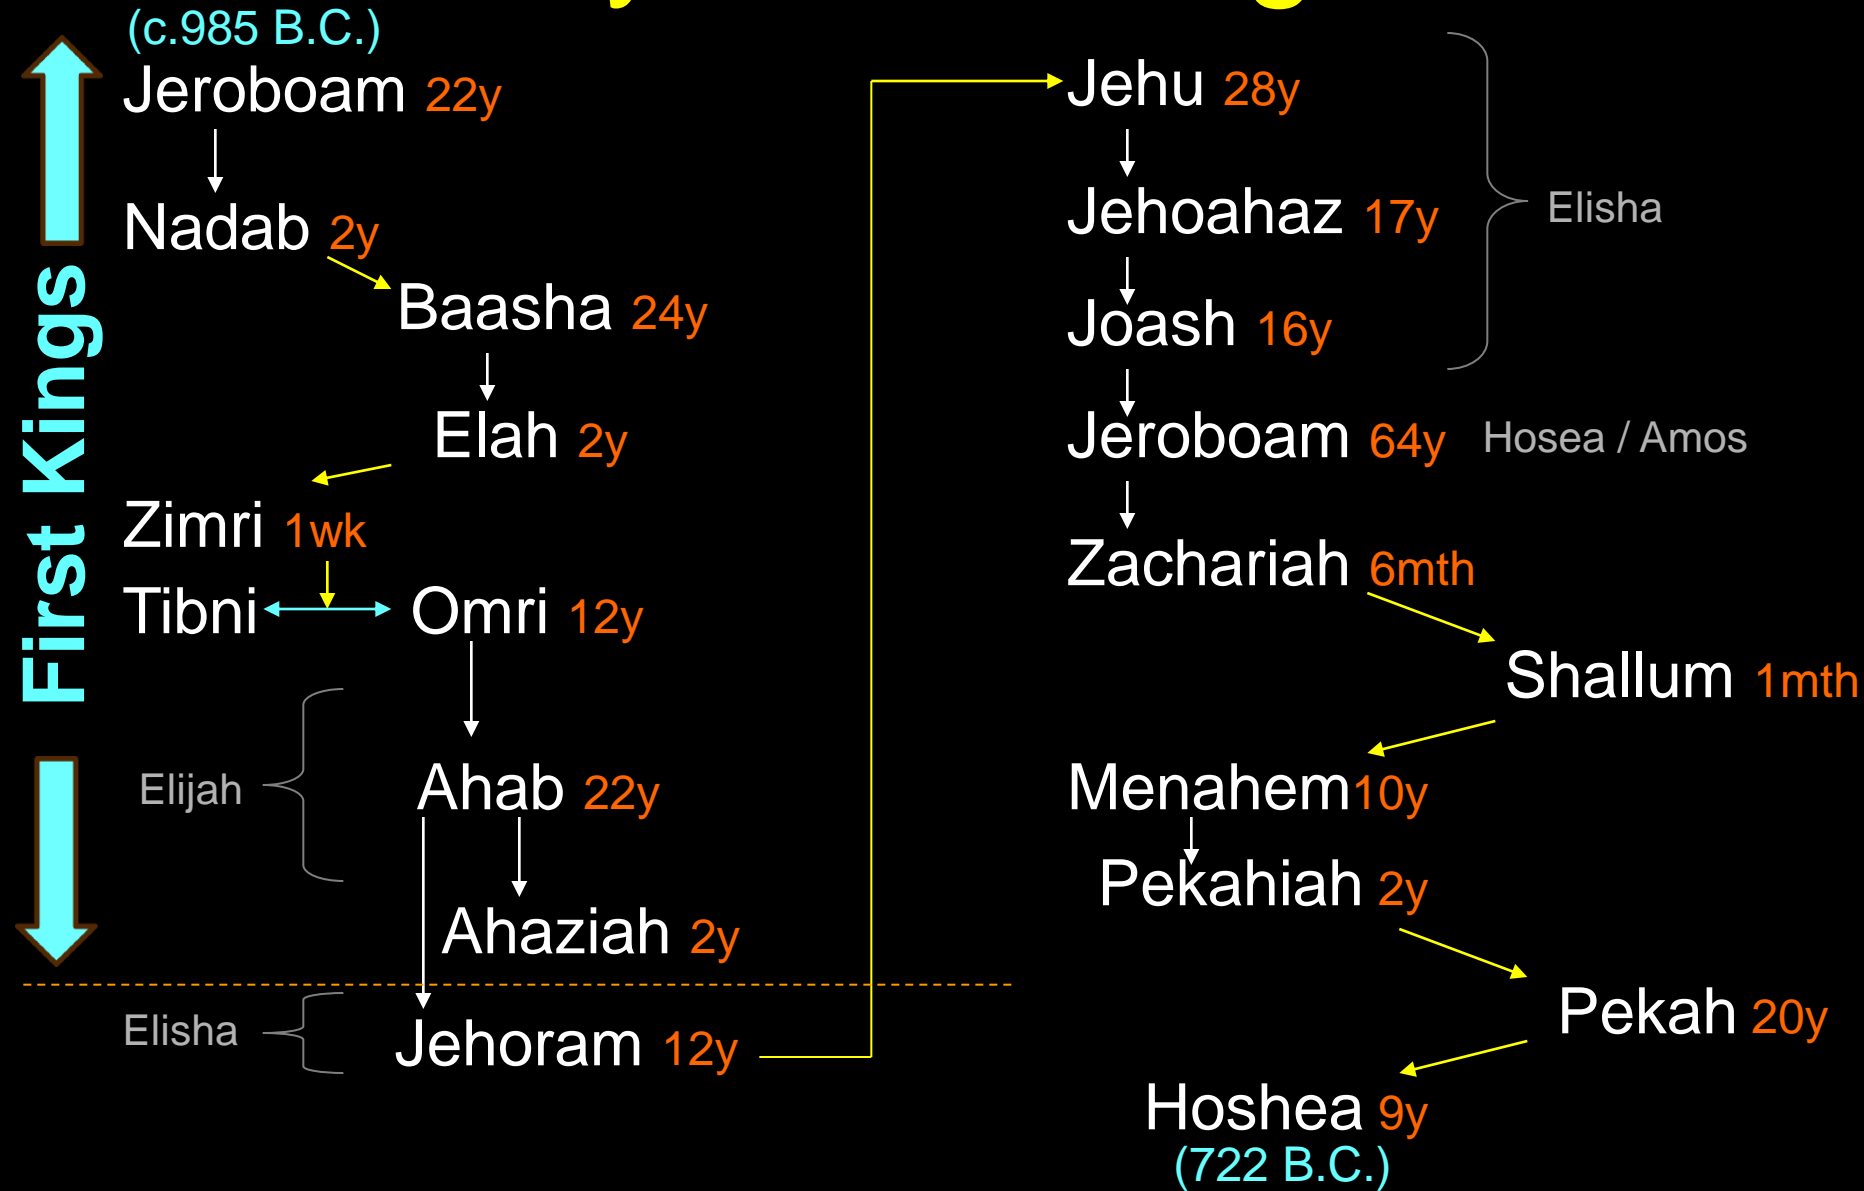 (c.985 B.C.)
Jeroboam 22y
Nadab 2y
Baasha 24y
Elah 2y
Zimri 1wk
Tibni Omri 12y
Elijah
Ahab 22y
Ahaziah 2y
Elisha
Jehoram 12y
First Kings
Jehu 28y
Jehoahaz 17y
Elisha
Joash 16y
Jeroboam 64y Hosea / Amos
Zachariah 6mth
Shallum 1mth
Menahem 10y
Pekahiah 2y
Pekah 20y
Hoshea 9y
(722 B.C.)